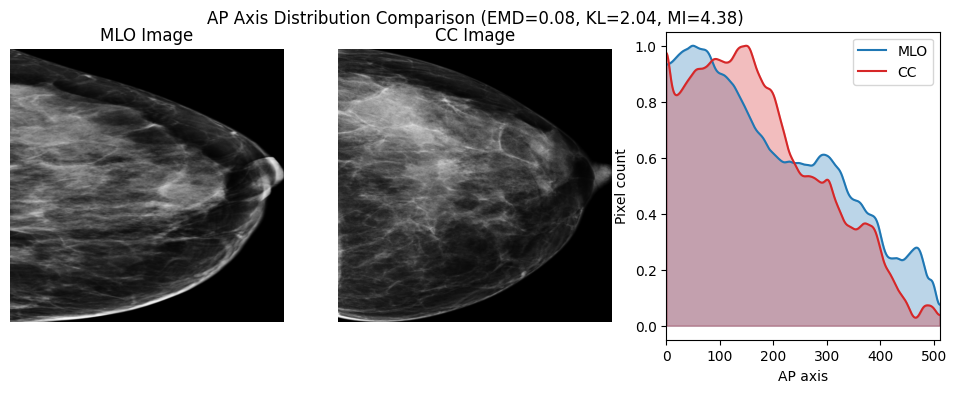 AP Axis Distribution Comparison (EMD=0.08, KL=2.04, MI=4.38)
MLO Image
CC Image
MLO
CC
Pixel count
1.0
0.8
0.6
0.4
0.2
0.0
0 100 200 300 400 500
AP axis